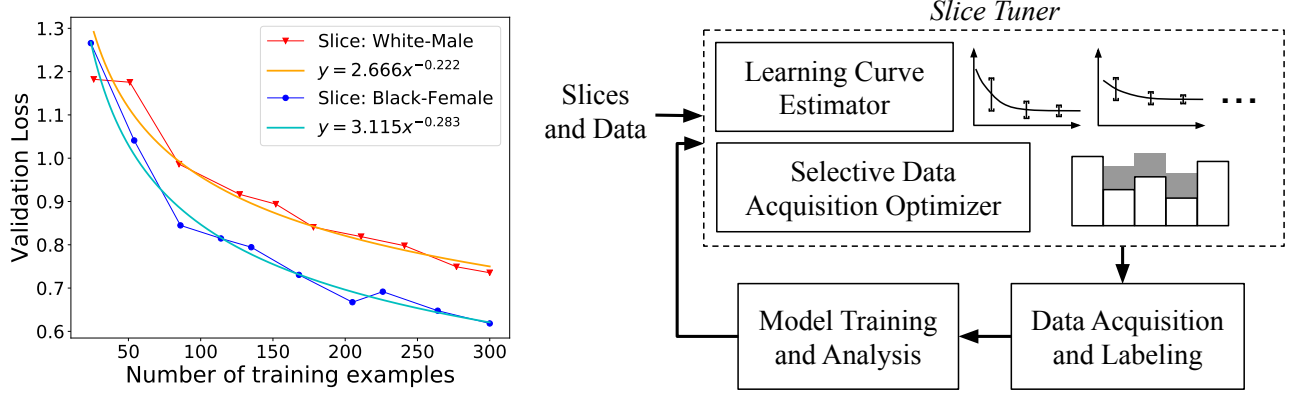 1.3
1.2
1.1
1.0
0.9
0.8
0.7
0.6
Validation Loss
50
100
150
200
250
300
Number of training examples
Slice: White-Male
y = 2.666x^{-0.222}
Slice: Black-Female
y = 3.115x^{-0.283}
Slice Tuner
Slices
and Data
Learning Curve
Estimator
...
Selective Data
Acquisition Optimizer
Model Training
and Analysis
Data Acquisition
and Labeling